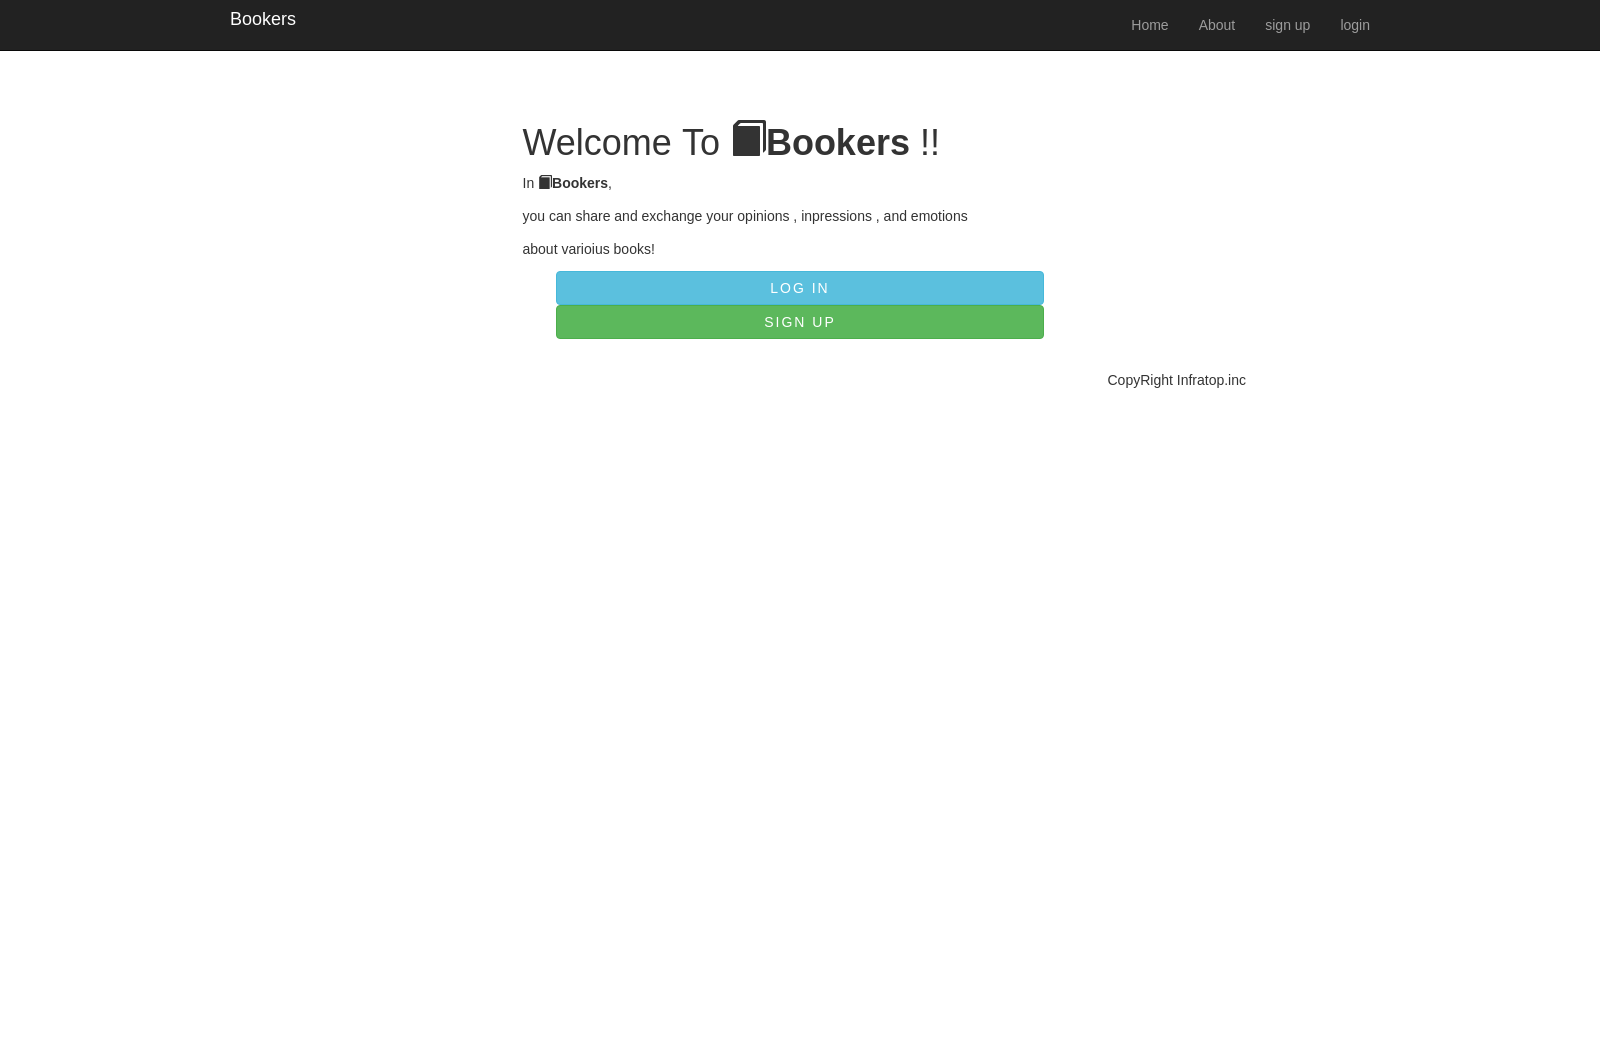 Bookers
Home About sign up login
Welcome To Bookers !!
In Bookers,
you can share and exchange your opinions , inpressions , and emotions
about varioius books!
LOG IN
SIGN UP
CopyRight Infratop.inc